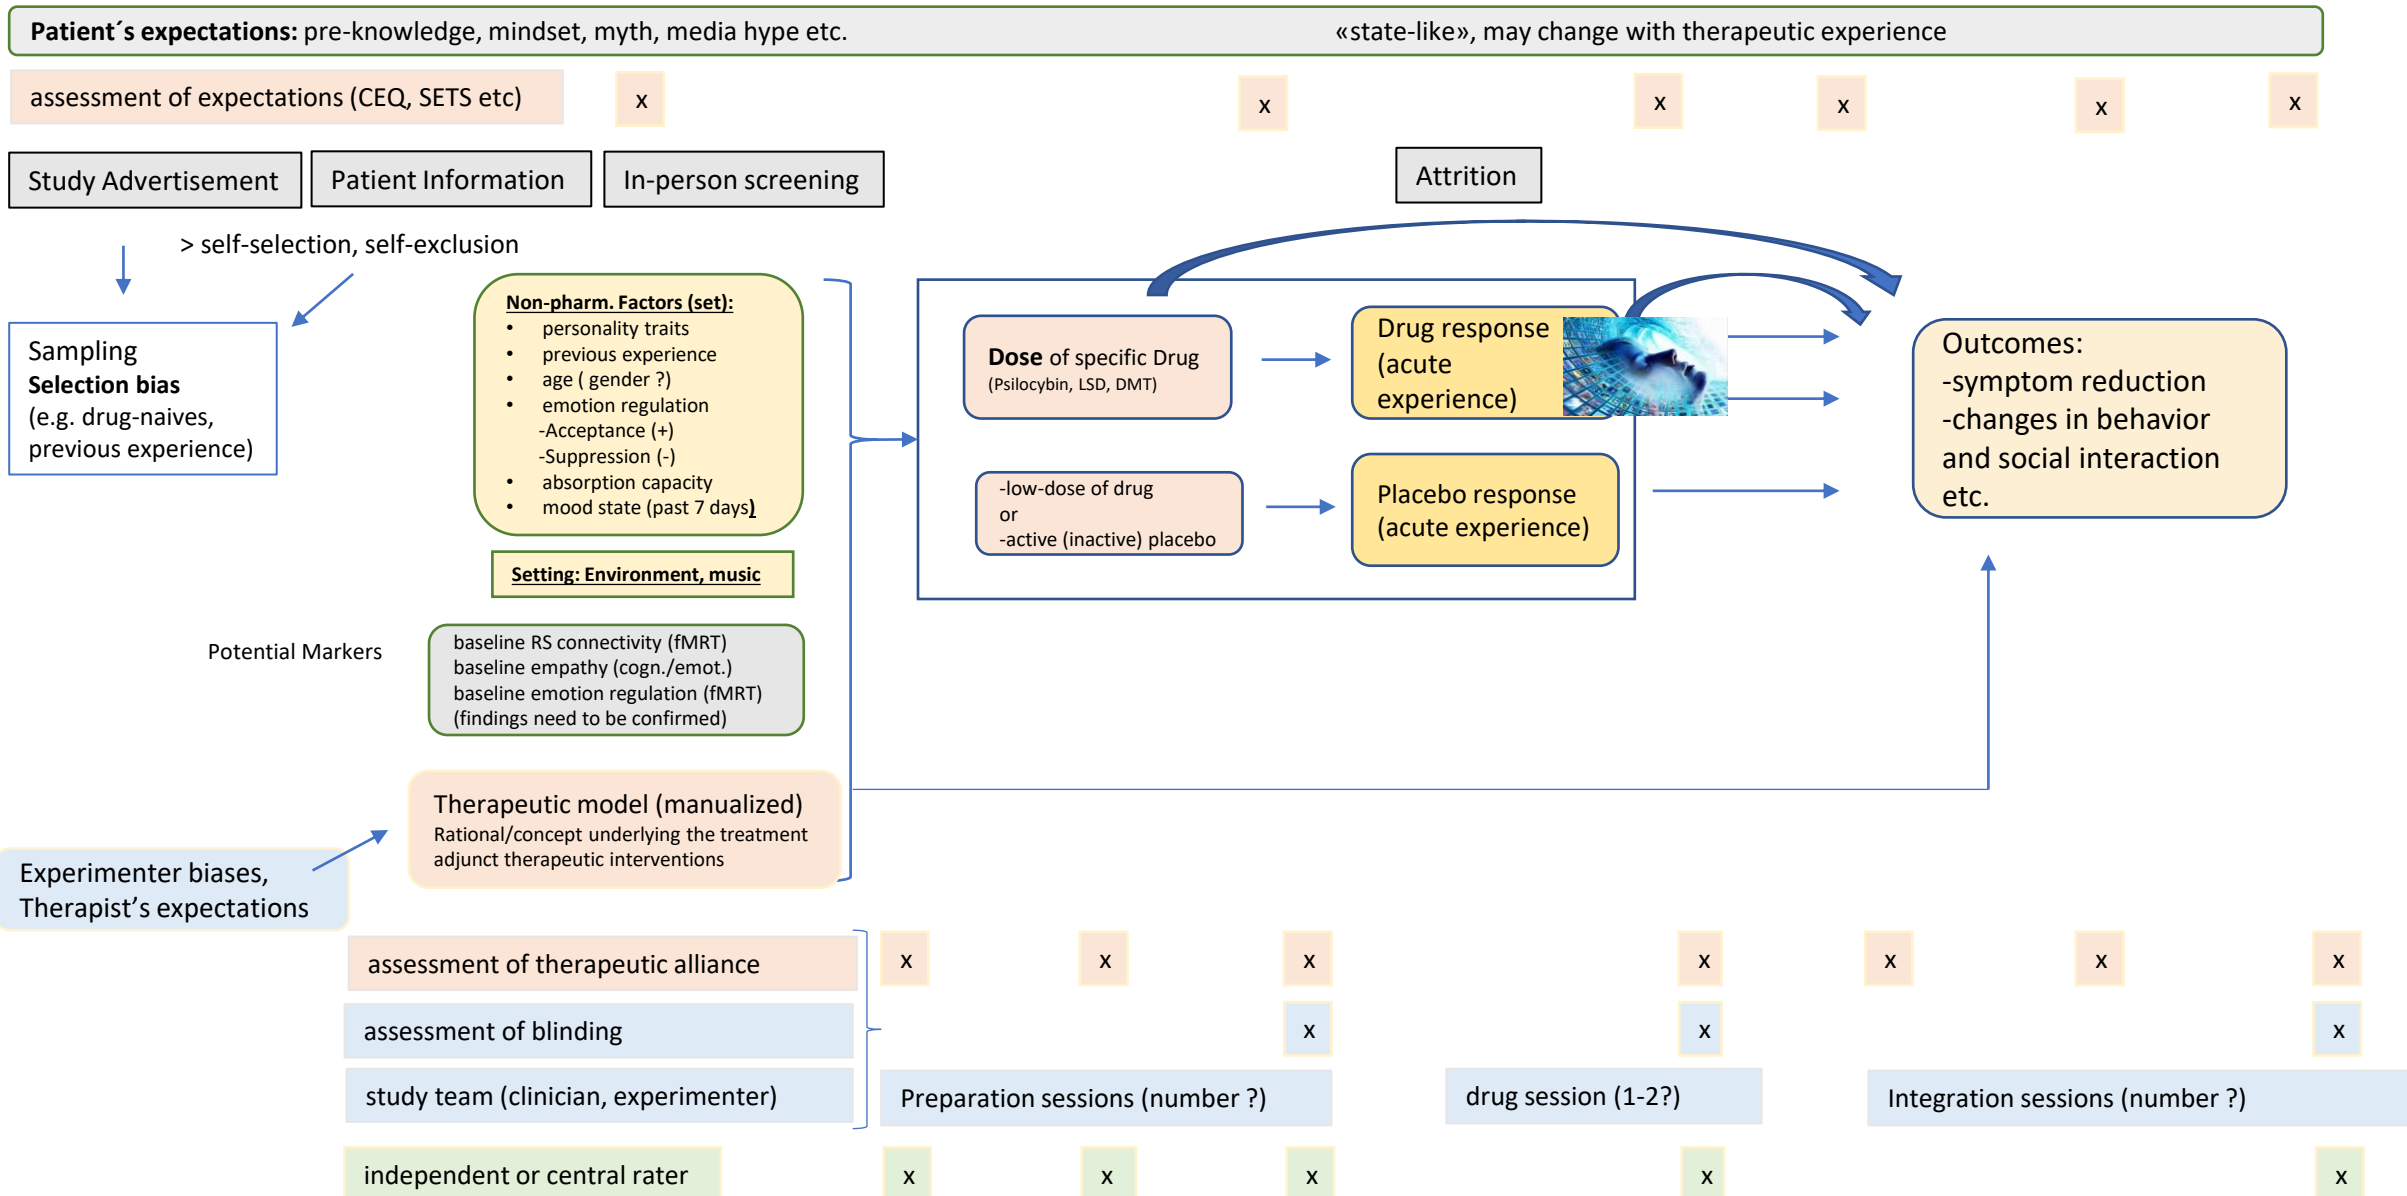 Patient´s expectations: pre-knowledge, mindset, myth, media hype etc.
«state-like», may change with therapeutic experience
assessment of expectations (CEQ, SETS etc)
x
x
x
x
x
x
Study Advertisement
Patient Information
In-person screening
Attrition
> self-selection, self-exclusion
Sampling
Selection bias
(e.g. drug-naives,
previous experience)
Non-pharm. Factors (set):
• personality traits
• previous experience
• age ( gender ?)
• emotion regulation
-Acceptance (+)
-Suppression (-)
• absorption capacity
• mood state (past 7 days)
Setting: Environment, music
Potential Markers
baseline RS connectivity (fMRT)
baseline empathy (cogn./emot.)
baseline emotion regulation (fMRT)
(findings need to be confirmed)
Therapeutic model (manualized)
Rational/concept underlying the treatment
adjunct therapeutic interventions
Experimenter biases,
Therapist’s expectations
Dose of specific Drug
(Psilocybin, LSD, DMT)
Drug response
(acute
experience)
-low-dose of drug
or
-active (inactive) placebo
Placebo response
(acute experience)
Outcomes:
-symptom reduction
-changes in behavior
and social interaction
etc.
assessment of therapeutic alliance
x
x
x
x
x
x
x
assessment of blinding
x
x
x
study team (clinician, experimenter)
Preparation sessions (number ?)
drug session (1-2?)
Integration sessions (number ?)
independent or central rater
x
x
x
x
x